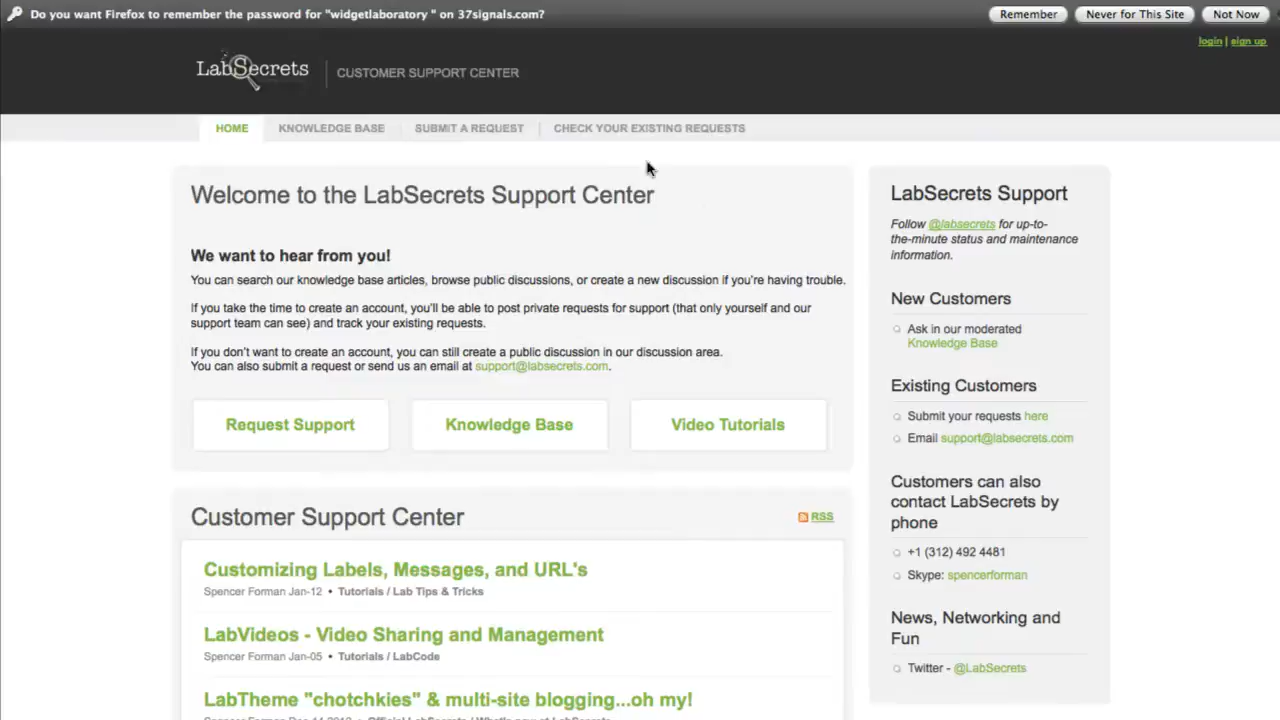 Do you want Firefox to remember the password for "widgetlaboratory " on 37signals.com?
Remember
Never for This Site
Not Now
login | sign up
LabSecrets
CUSTOMER SUPPORT CENTER
HOME
KNOWLEDGE BASE
SUBMIT A REQUEST
CHECK YOUR EXISTING REQUESTS
Welcome to the LabSecrets Support Center
We want to hear from you!
You can search our knowledge base articles, browse public discussions, or create a new discussion if you're having trouble.
If you take the time to create an account, you'll be able to post private requests for support (that only yourself and our
support team can see) and track your existing requests.
If you don't want to create an account, you can still create a public discussion in our discussion area.
You can also submit a request or send us an email at support@labsecrets.com.
Request Support
Knowledge Base
Video Tutorials
Customer Support Center
RSS
Customizing Labels, Messages, and URL's
Spencer Forman Jan-12 • Tutorials / Lab Tips & Tricks
LabVideos - Video Sharing and Management
Spencer Forman Jan-05 • Tutorials / LabCode
LabTheme "chotchkies" & multi-site blogging...oh my!
LabSecrets Support
Follow @labsecrets for up-to-
the-minute status and maintenance
information.
New Customers
Ask in our moderated
Knowledge Base
Existing Customers
Submit your requests here
Email support@labsecrets.com
Customers can also
contact LabSecrets by
phone
+1 (312) 492 4481
Skype: spencerforman
News, Networking and
Fun
Twitter - @LabSecrets